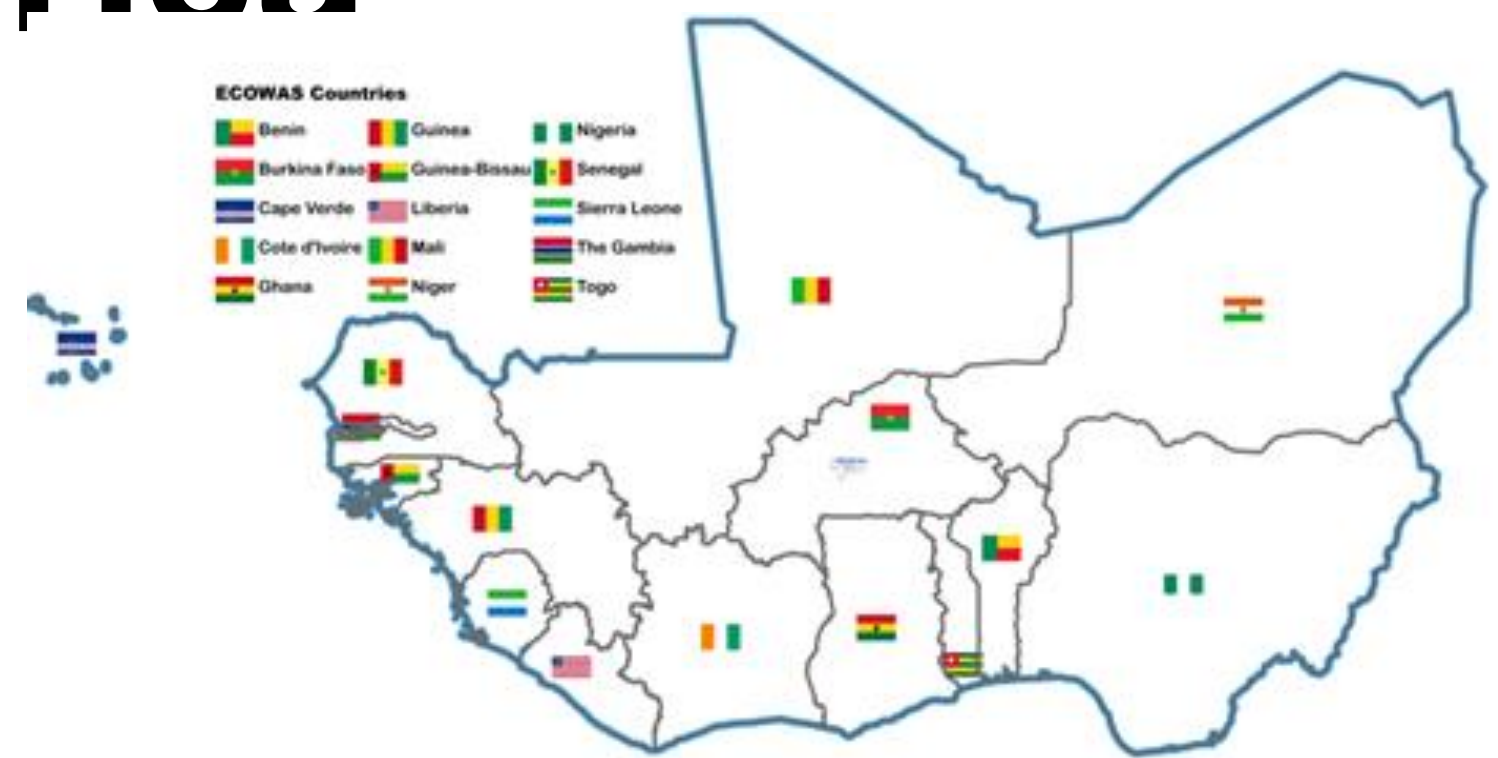 ECOWAS Countries
Benin
Guinea
Nigeria
Burkina Faso
Guinea-Bissau
Senegal
Cape Verde
Liberia
Sierra Leone
Cote d'Ivoire
Mali
The Gambia
Ghana
Niger
Togo